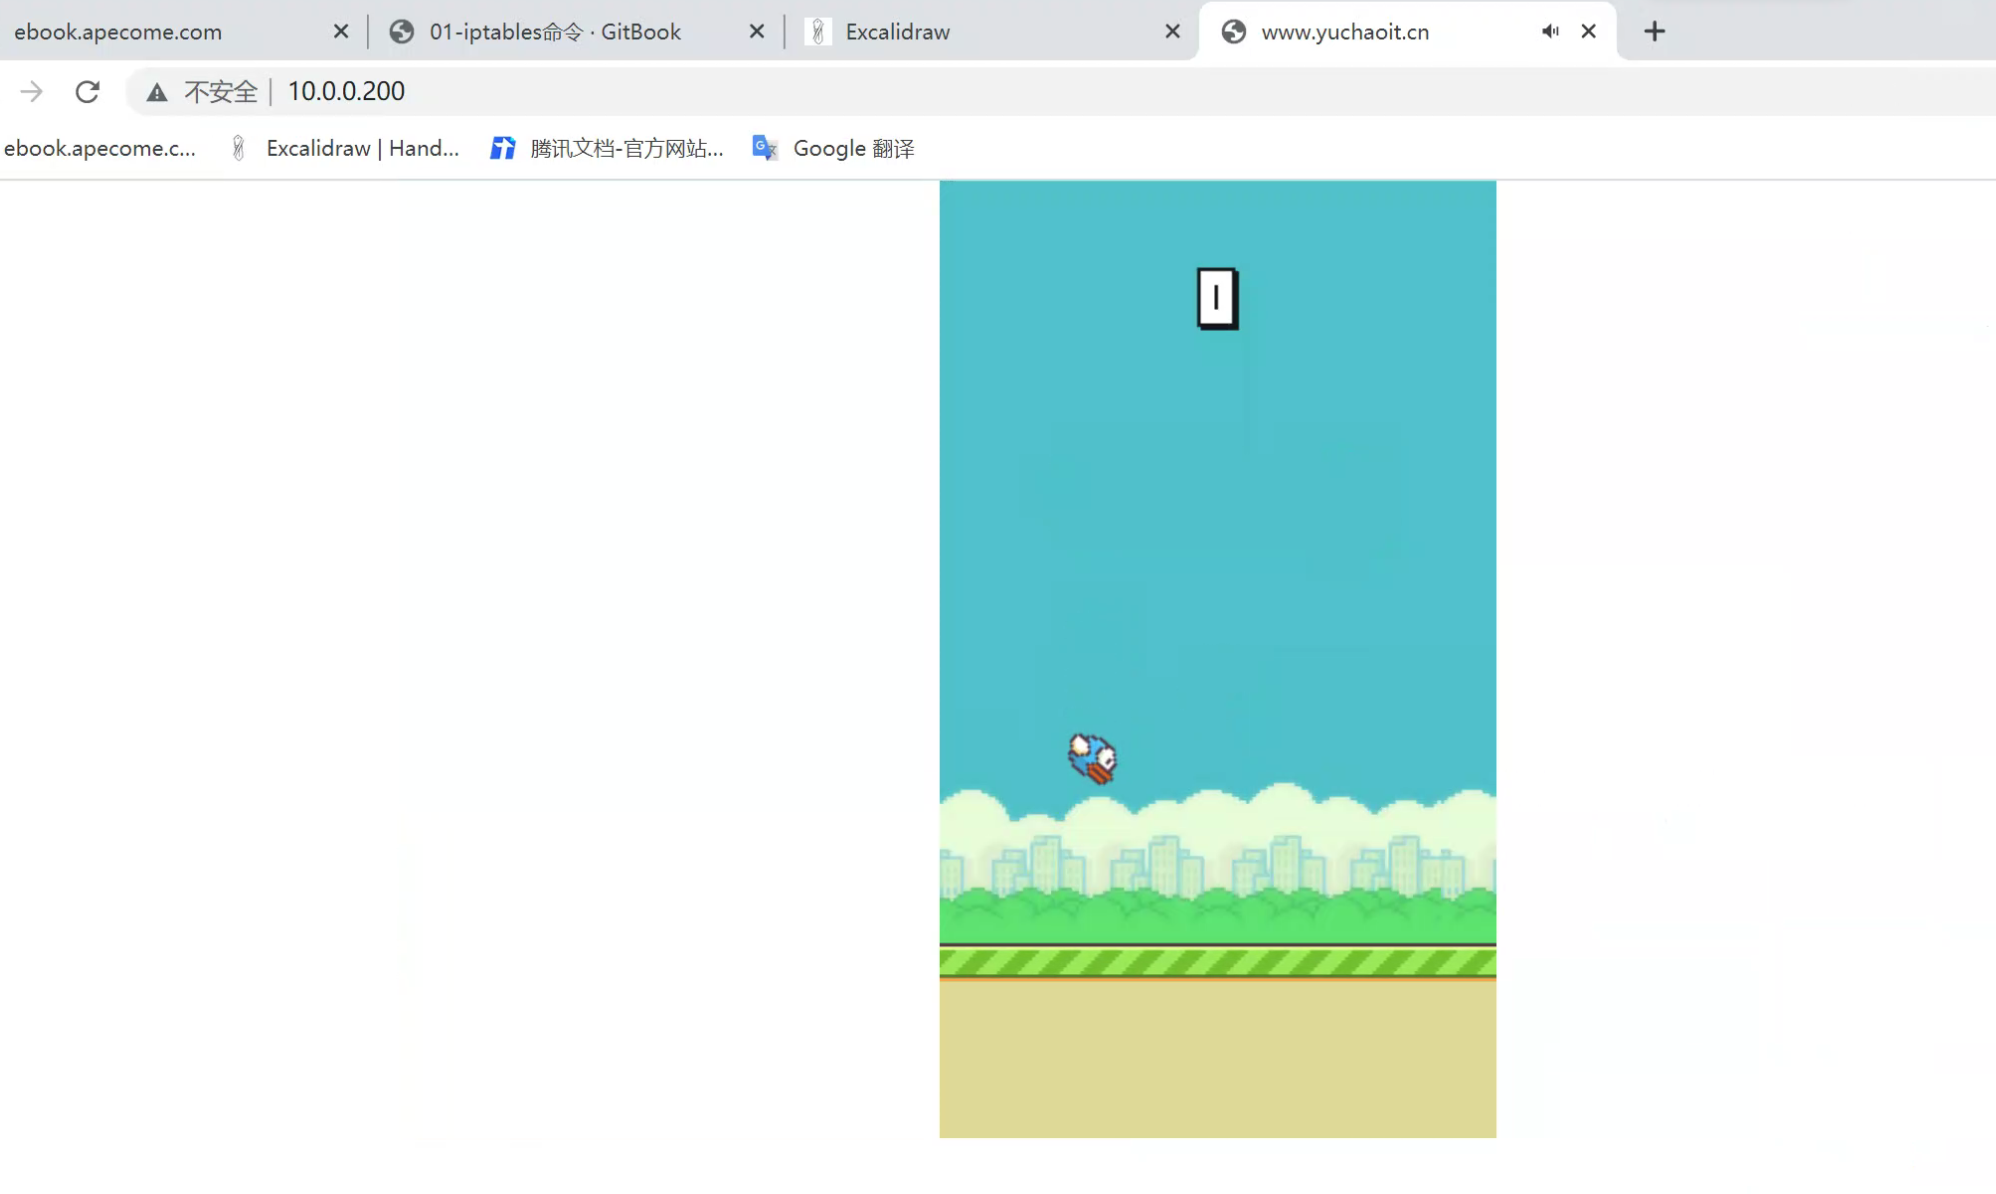 ebook.apecome.com
01-iptables命令 · GitBook
Excalidraw
www.yuchaoit.cn
不安全 | 10.0.0.200
ebook.apecome.c...
Excalidraw | Hand...
腾讯文档-官方网站...
Google 翻译